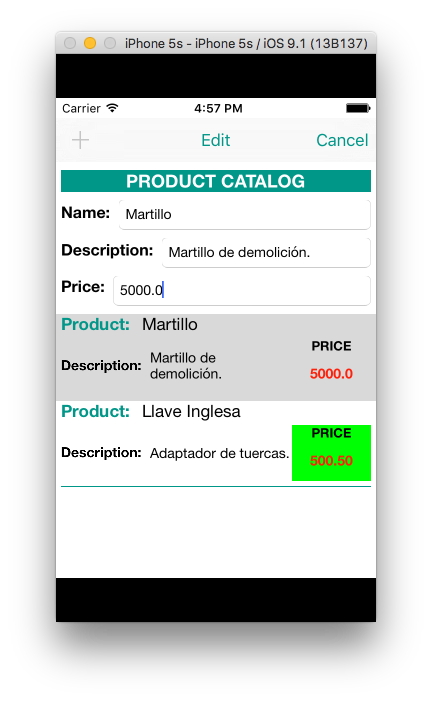 iPhone 5s - iPhone 5s / iOS 9.1 (13B137)
Carrier 4:57 PM
+ Edit Cancel
PRODUCT CATALOG
Name: Martillo
Description: Martillo de demolición.
Price: 5000.0
Product: Martillo
PRICE
Description: Martillo de
demolición.
5000.0
Product: Llave Inglesa
PRICE
Description: Adaptador de tuercas.
500.50